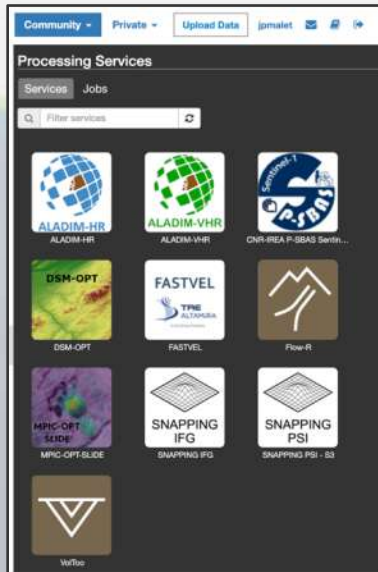 Community Private Upload Data jpmalet
Processing Services
Services Jobs
Filter services
ALADIM-HR ALADIM-VHR Sentinel-1 P-SBAS
ALADIM-HR ALADIM-VHR CNR-IREA P-SBAS Sentin...
DSM-OPT FASTVEL
TRE
ALTAMIRA
DSM-OPT FASTVEL Flow-R
MPIC-OPT SLIDE SNAPPING IFG SNAPPING PSI
MPIC-OPT-SLIDE SNAPPING IFG SNAPPING PSI - S3
VolToo